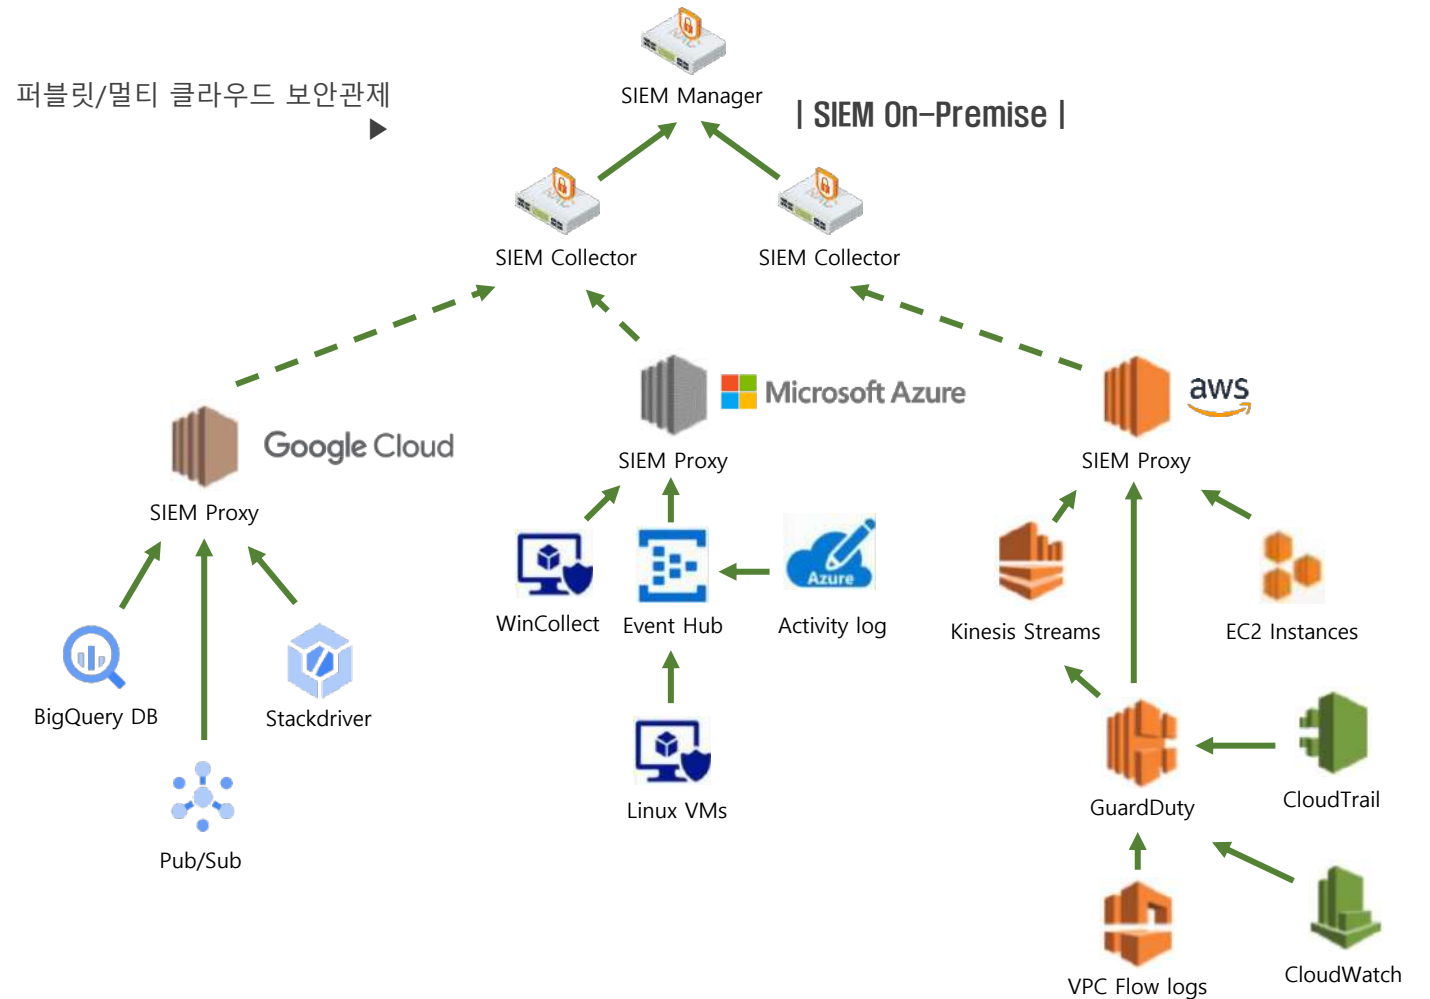 SIEM Manager
퍼블릿/멀티 클라우드 보안관제
▶
| SIEM On-Premise |
SIEM Collector
SIEM Collector
Microsoft Azure
aws
Google Cloud
SIEM Proxy
SIEM Proxy
SIEM Proxy
Azure
WinCollect
Event Hub
Activity log
Kinesis Streams
EC2 Instances
BigQuery DB
Stackdriver
Linux VMs
GuardDuty
CloudTrail
Pub/Sub
VPC Flow logs
CloudWatch